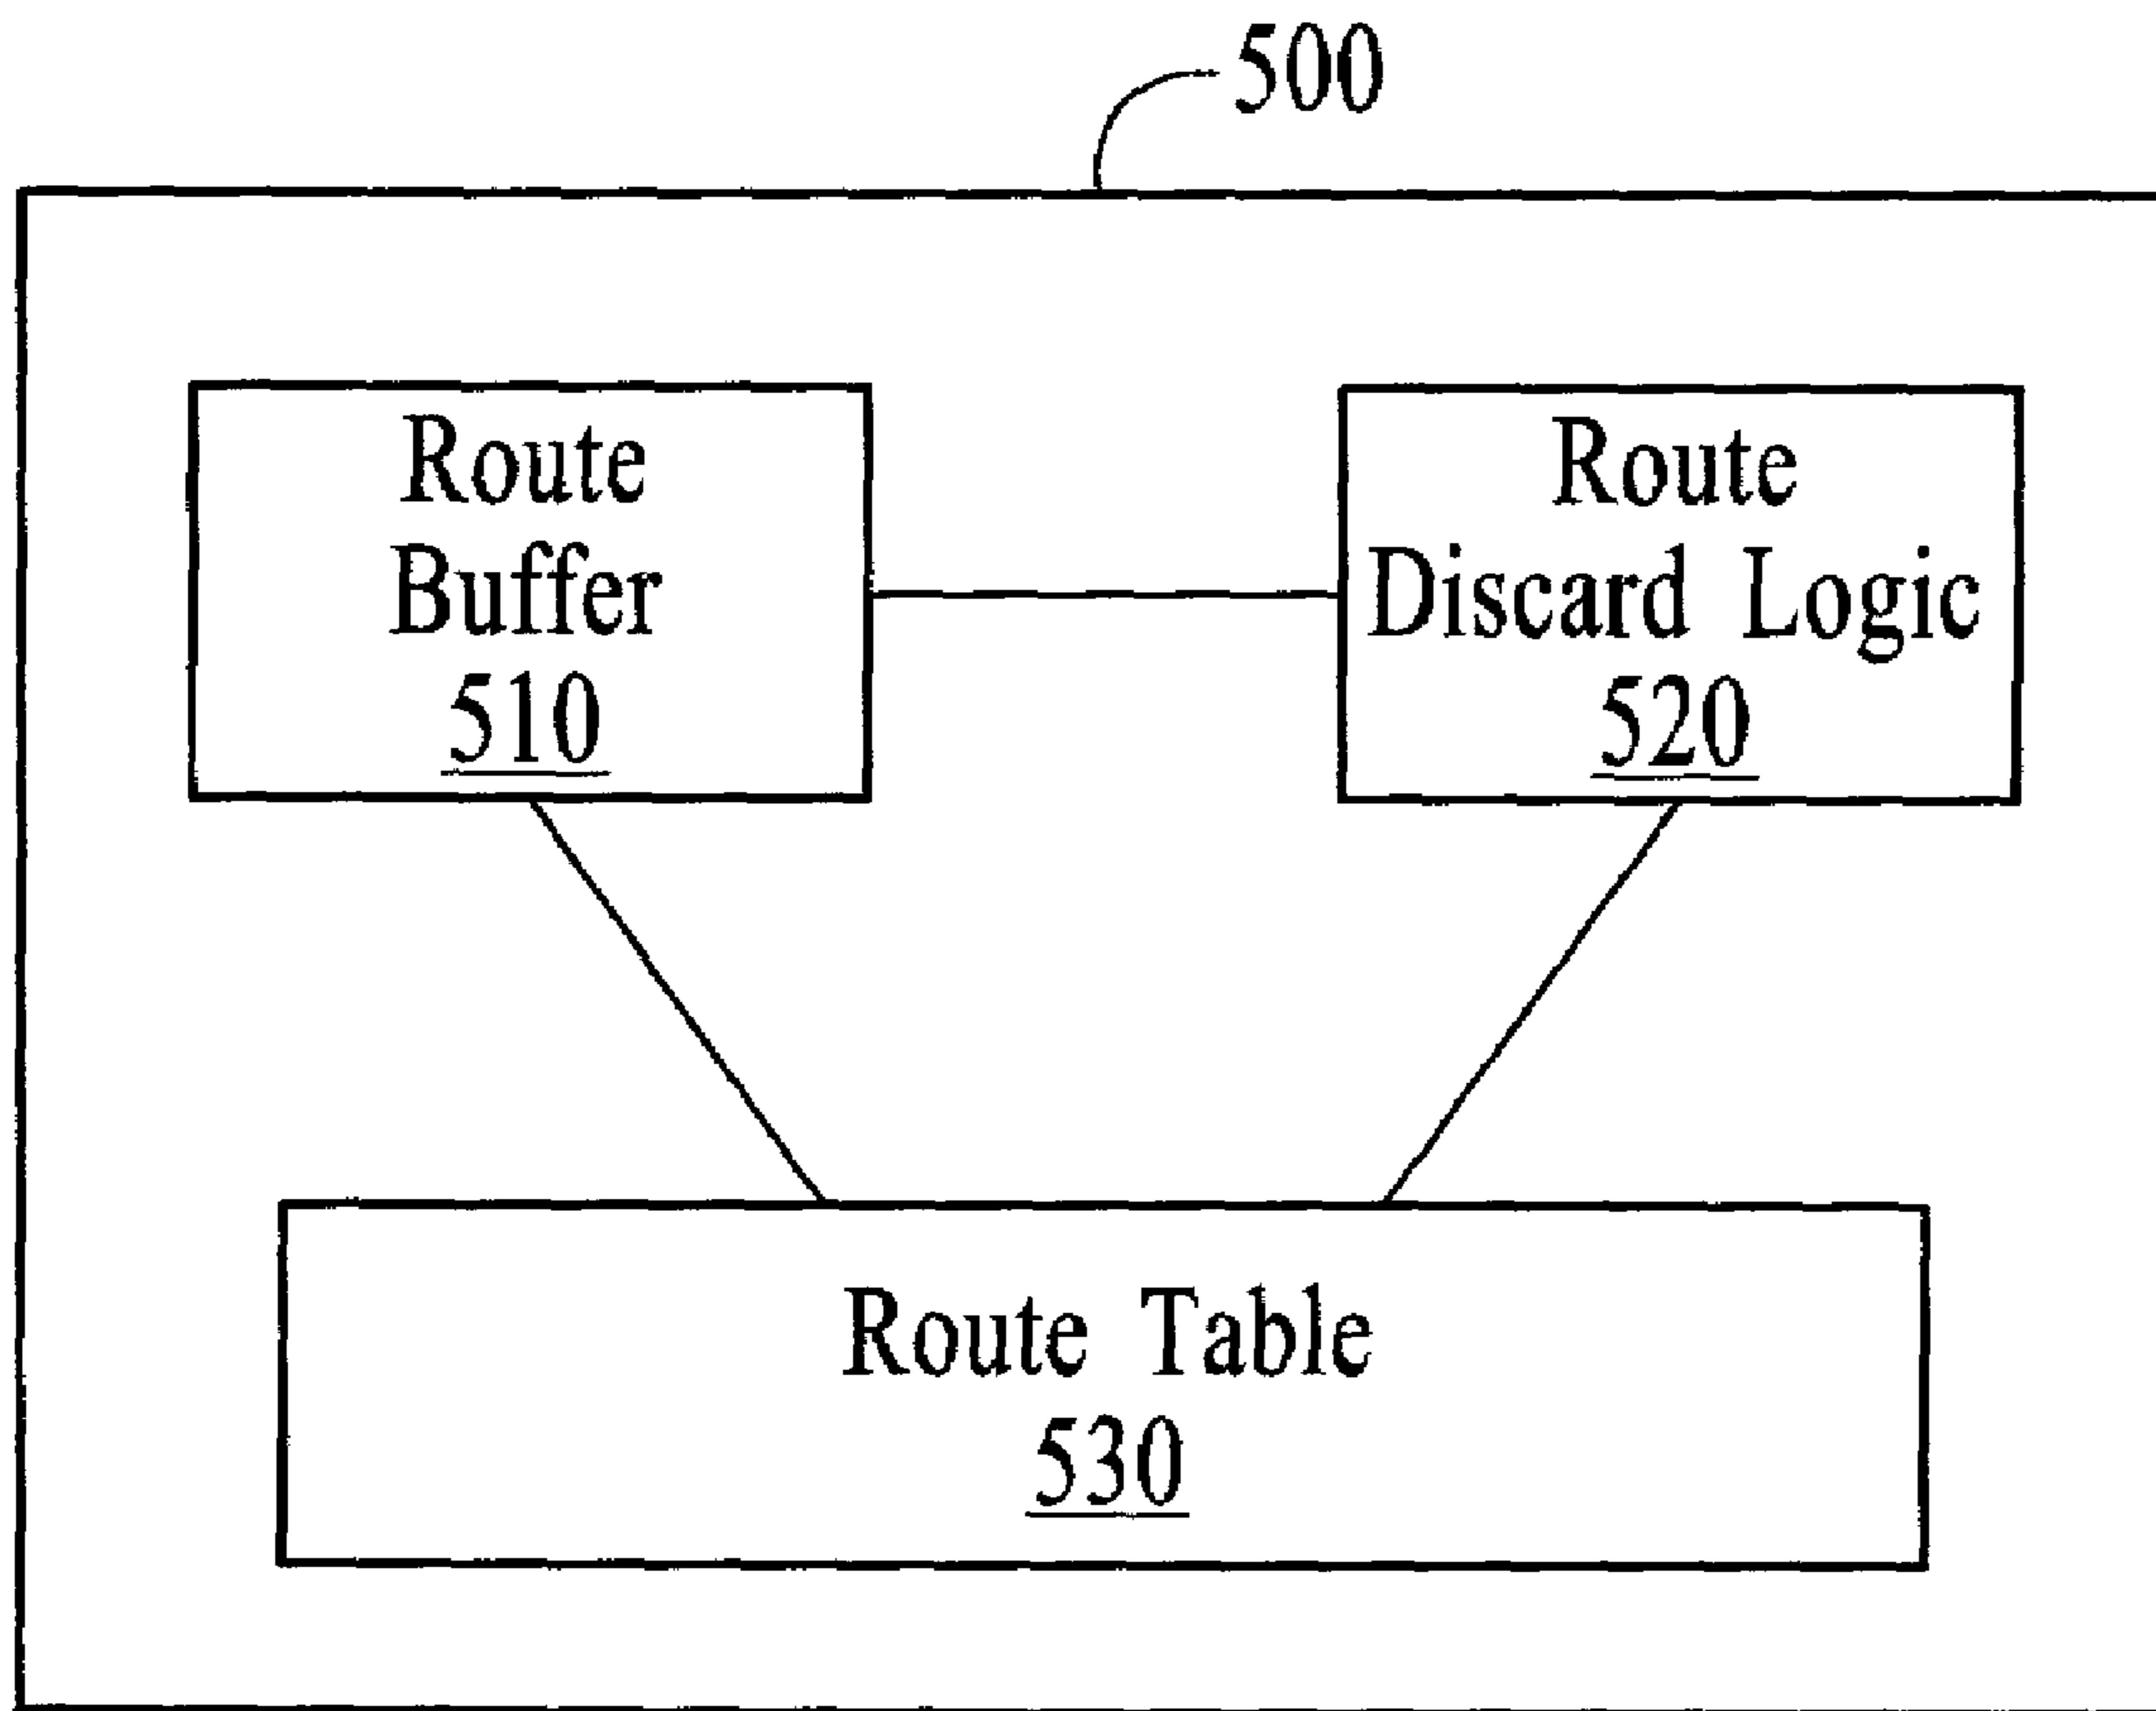 500
Route
Buffer
510
Route
Discard Logic
520
Route Table
530